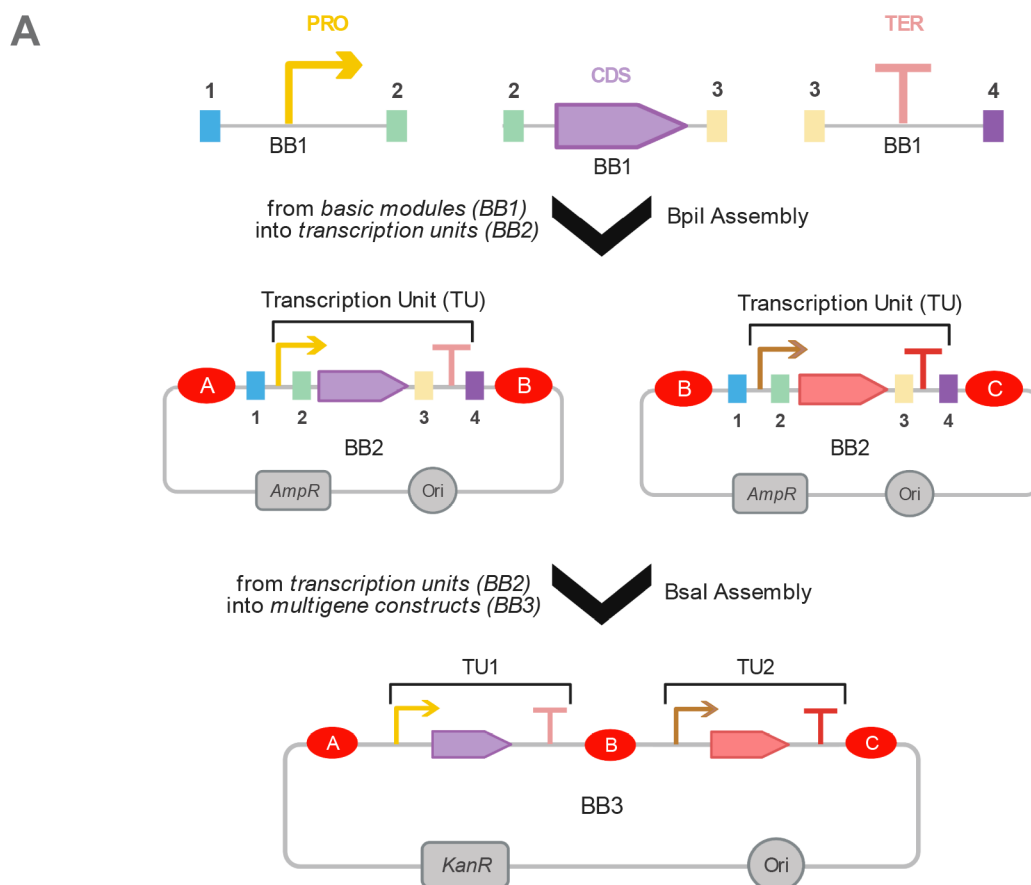 A
PRO
CDS
TER
1
2
2
3
3
4
BB1
BB1
BB1
from basic modules (BB1)
into transcription units (BB2)
BpiI Assembly
Transcription Unit (TU)
Transcription Unit (TU)
A
B
B
C
1
2
3
4
1
2
3
4
BB2
BB2
AmpR
Ori
AmpR
Ori
from transcription units (BB2)
into multigene constructs (BB3)
BsaI Assembly
TU1
TU2
A
B
C
BB3
KanR
Ori